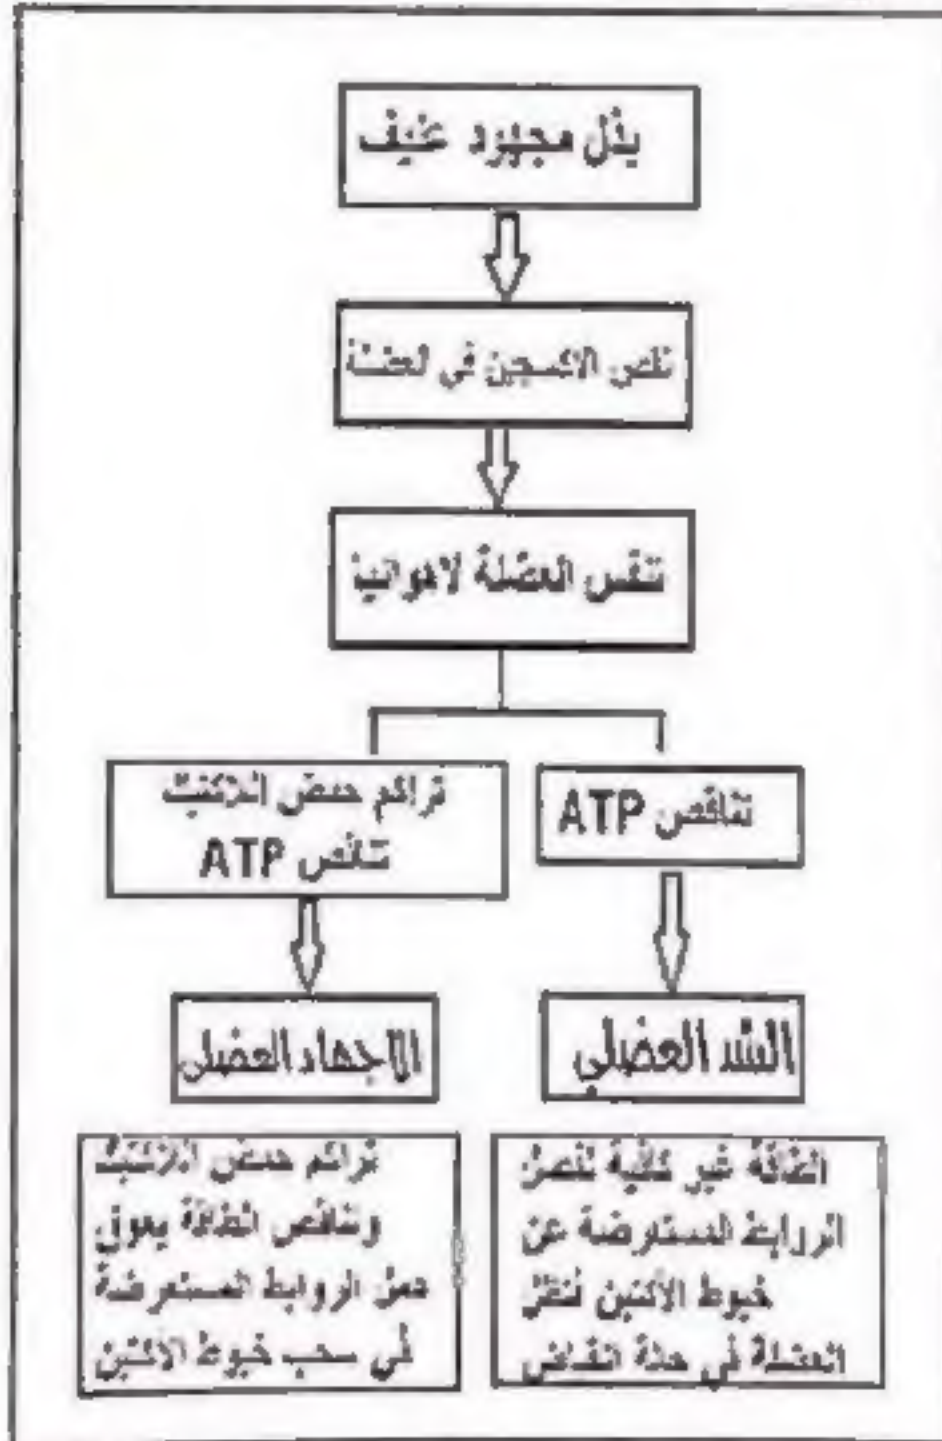 بذل مجهود عنيف
نقص الاكسجين في العضلة
تنفس العضلة لاهوائيا
تناقص ATP
تراكم حمض اللاكتيك
تناقص ATP
الشد العضلي
الاجهاد العضلي
الطاقة غير كافية لفصل
الروابط المستعرضة عن
خيوط الأكتين فتظل
العضلة في حالة انقباض
تراكم حمض اللاكتيك
وتناقص الطاقة يعوق
عمل الروابط المستعرضة
في سحب خيوط الاكتين